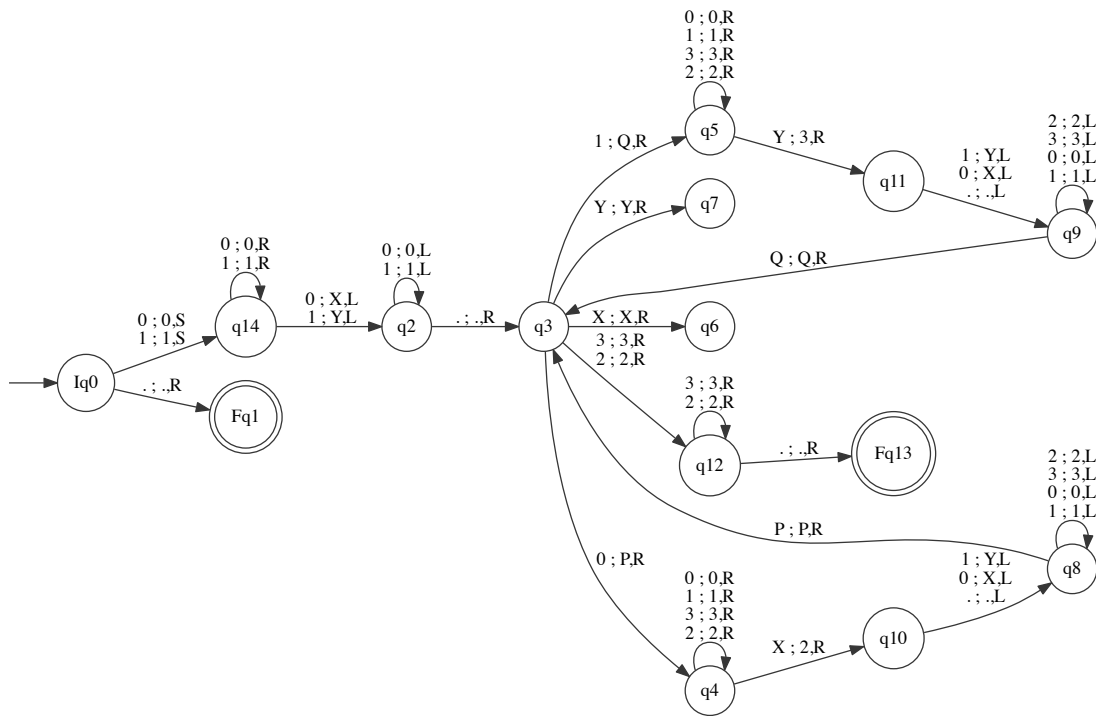 0 ; 0,R
1 ; 1,R
3 ; 3,R
2 ; 2,R
q5
1 ; Q,R
Y ; 3,R
q11
1 ; Y,L
0 ; X,L
. ; .,L
2 ; 2,L
3 ; 3,L
0 ; 0,L
1 ; 1,L
q9
Y ; Y,R
q7
Q ; Q,R
0 ; 0,R
1 ; 1,R
q14
0 ; 0,S
1 ; 1,S
Iq0
. ; .,R
Fq1
0 ; X,L
1 ; Y,L
0 ; 0,L
1 ; 1,L
q2
. ; .,R
q3
X ; X,R
q6
3 ; 3,R
2 ; 2,R
3 ; 3,R
2 ; 2,R
q12
. ; .,R
Fq13
P ; P,R
2 ; 2,L
3 ; 3,L
0 ; 0,L
1 ; 1,L
q8
0 ; P,R
0 ; 0,R
1 ; 1,R
3 ; 3,R
2 ; 2,R
q4
X ; 2,R
q10
1 ; Y,L
0 ; X,L
. ; .,L